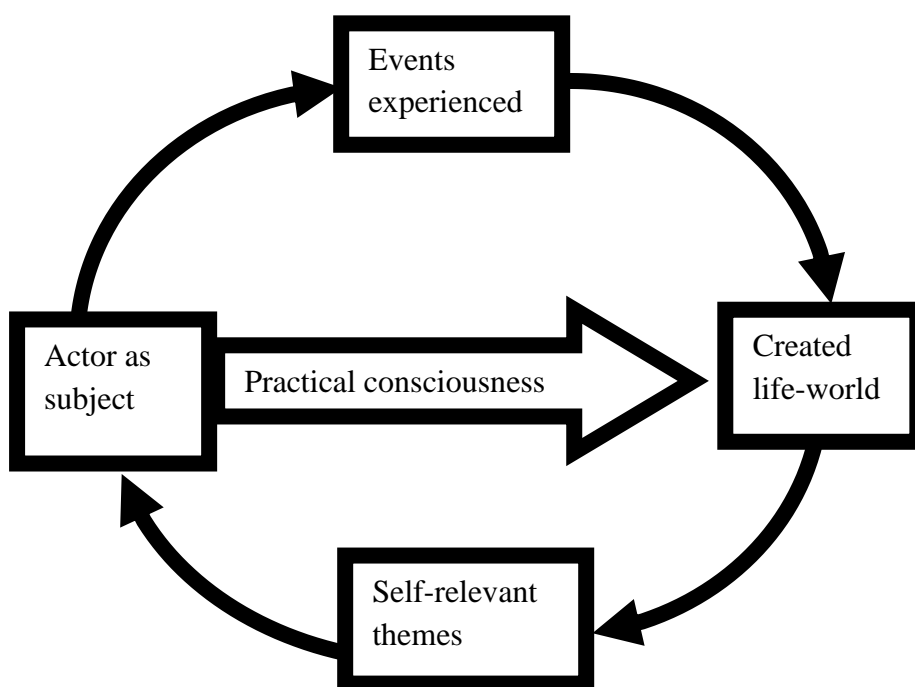 Events
experienced
Actor as
subject
Practical consciousness
Created
life-world
Self-relevant
themes